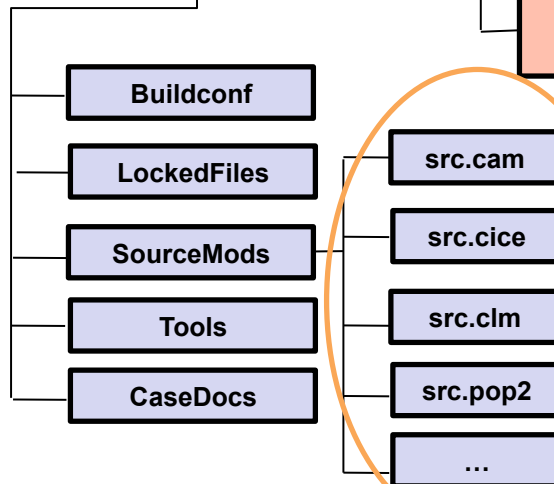 Buildconf
LockedFiles
SourceMods
Tools
CaseDocs
src.cam
src.cice
src.clm
src.pop2
...